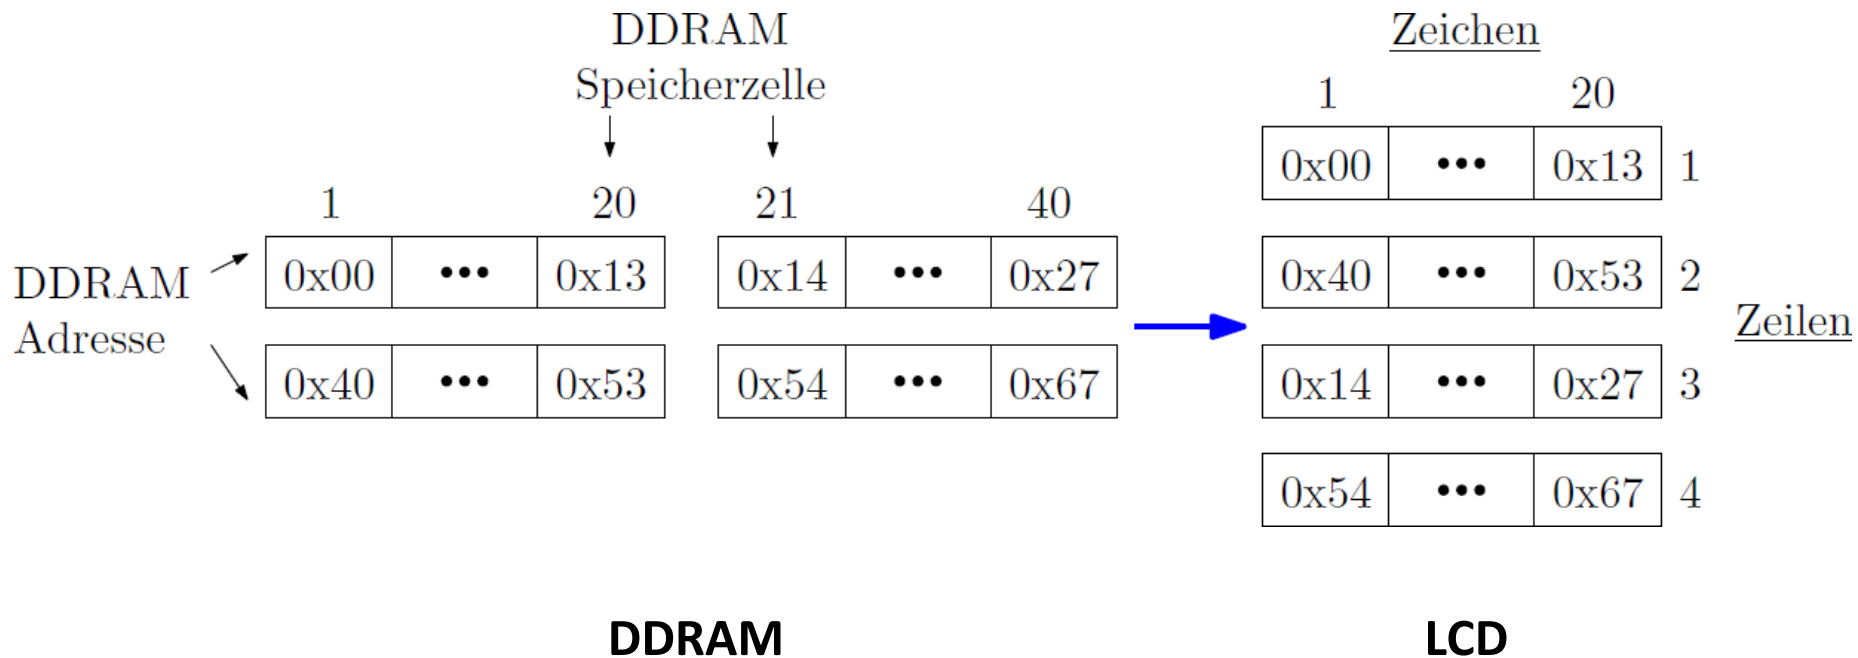 DDRAM
Speicherzelle
1 20 21 40
DDRAM
Adresse
0x00 ••• 0x13 0x14 ••• 0x27
0x40 ••• 0x53 0x54 ••• 0x67
DDRAM
Zeichen
1 20
0x00 ••• 0x13 1
0x40 ••• 0x53 2
0x14 ••• 0x27 3
0x54 ••• 0x67 4
Zeilen
LCD